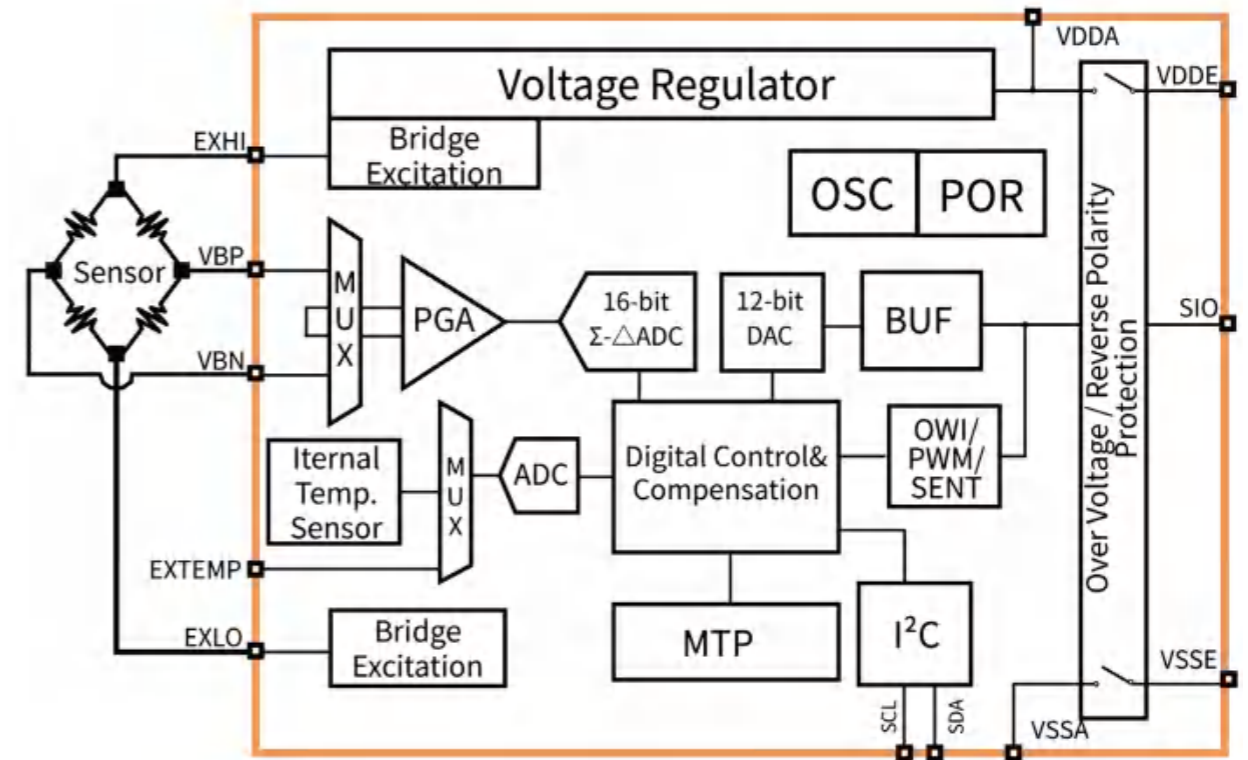 VDDA
Voltage Regulator
VDDE
EXHI
Bridge
Excitation
OSC
POR
Sensor
VBP
MUX
PGA
16-bit
Σ-△ADC
12-bit
DAC
BUF
SIO
VBN
Over Voltage / Reverse Polarity
Protection
Iternal
Temp.
Sensor
MUX
ADC
Digital Control&
Compensation
OWI/
PWM/
SENT
EXTEMP
EXLO
Bridge
Excitation
MTP
I²C
VSSE
SCL
SDA
VSSA